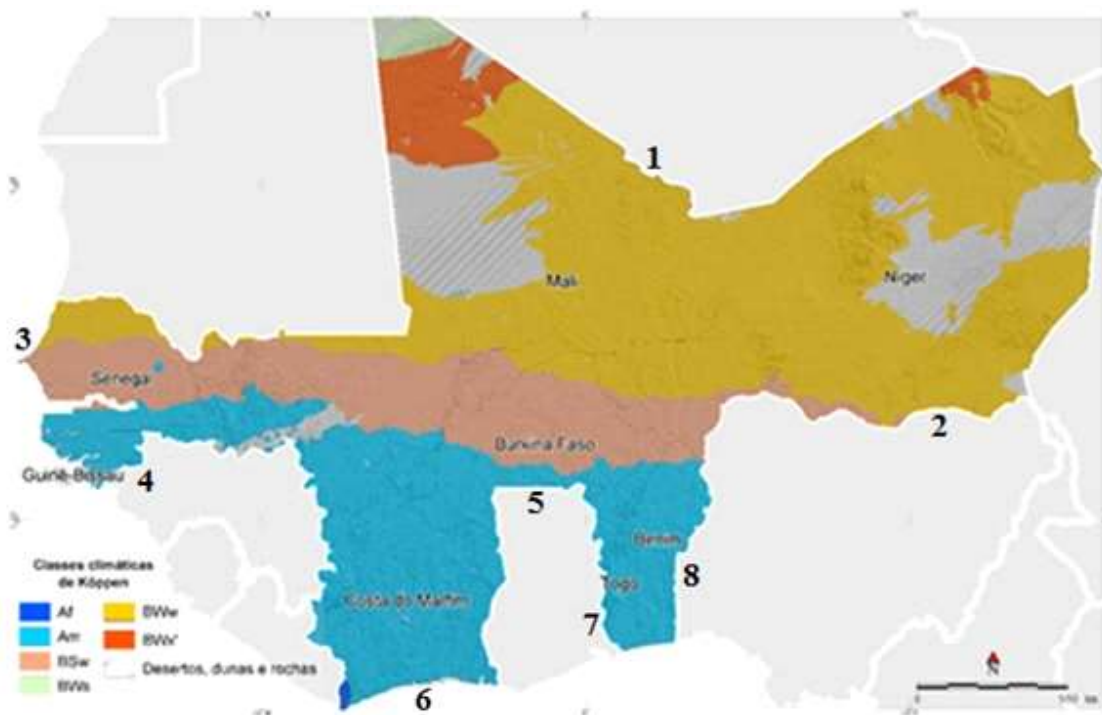 1
Mali
Niger
3
Senegal
2
Burkina Faso
Guiné-Bissau
4
5
Benim
8
Togo
Costa do Marfim
7
6
Classes climáticas
de Köppen
Af
BWw
Am
BWx'
BSw
Desertos, dunas e rochas
BWs
N